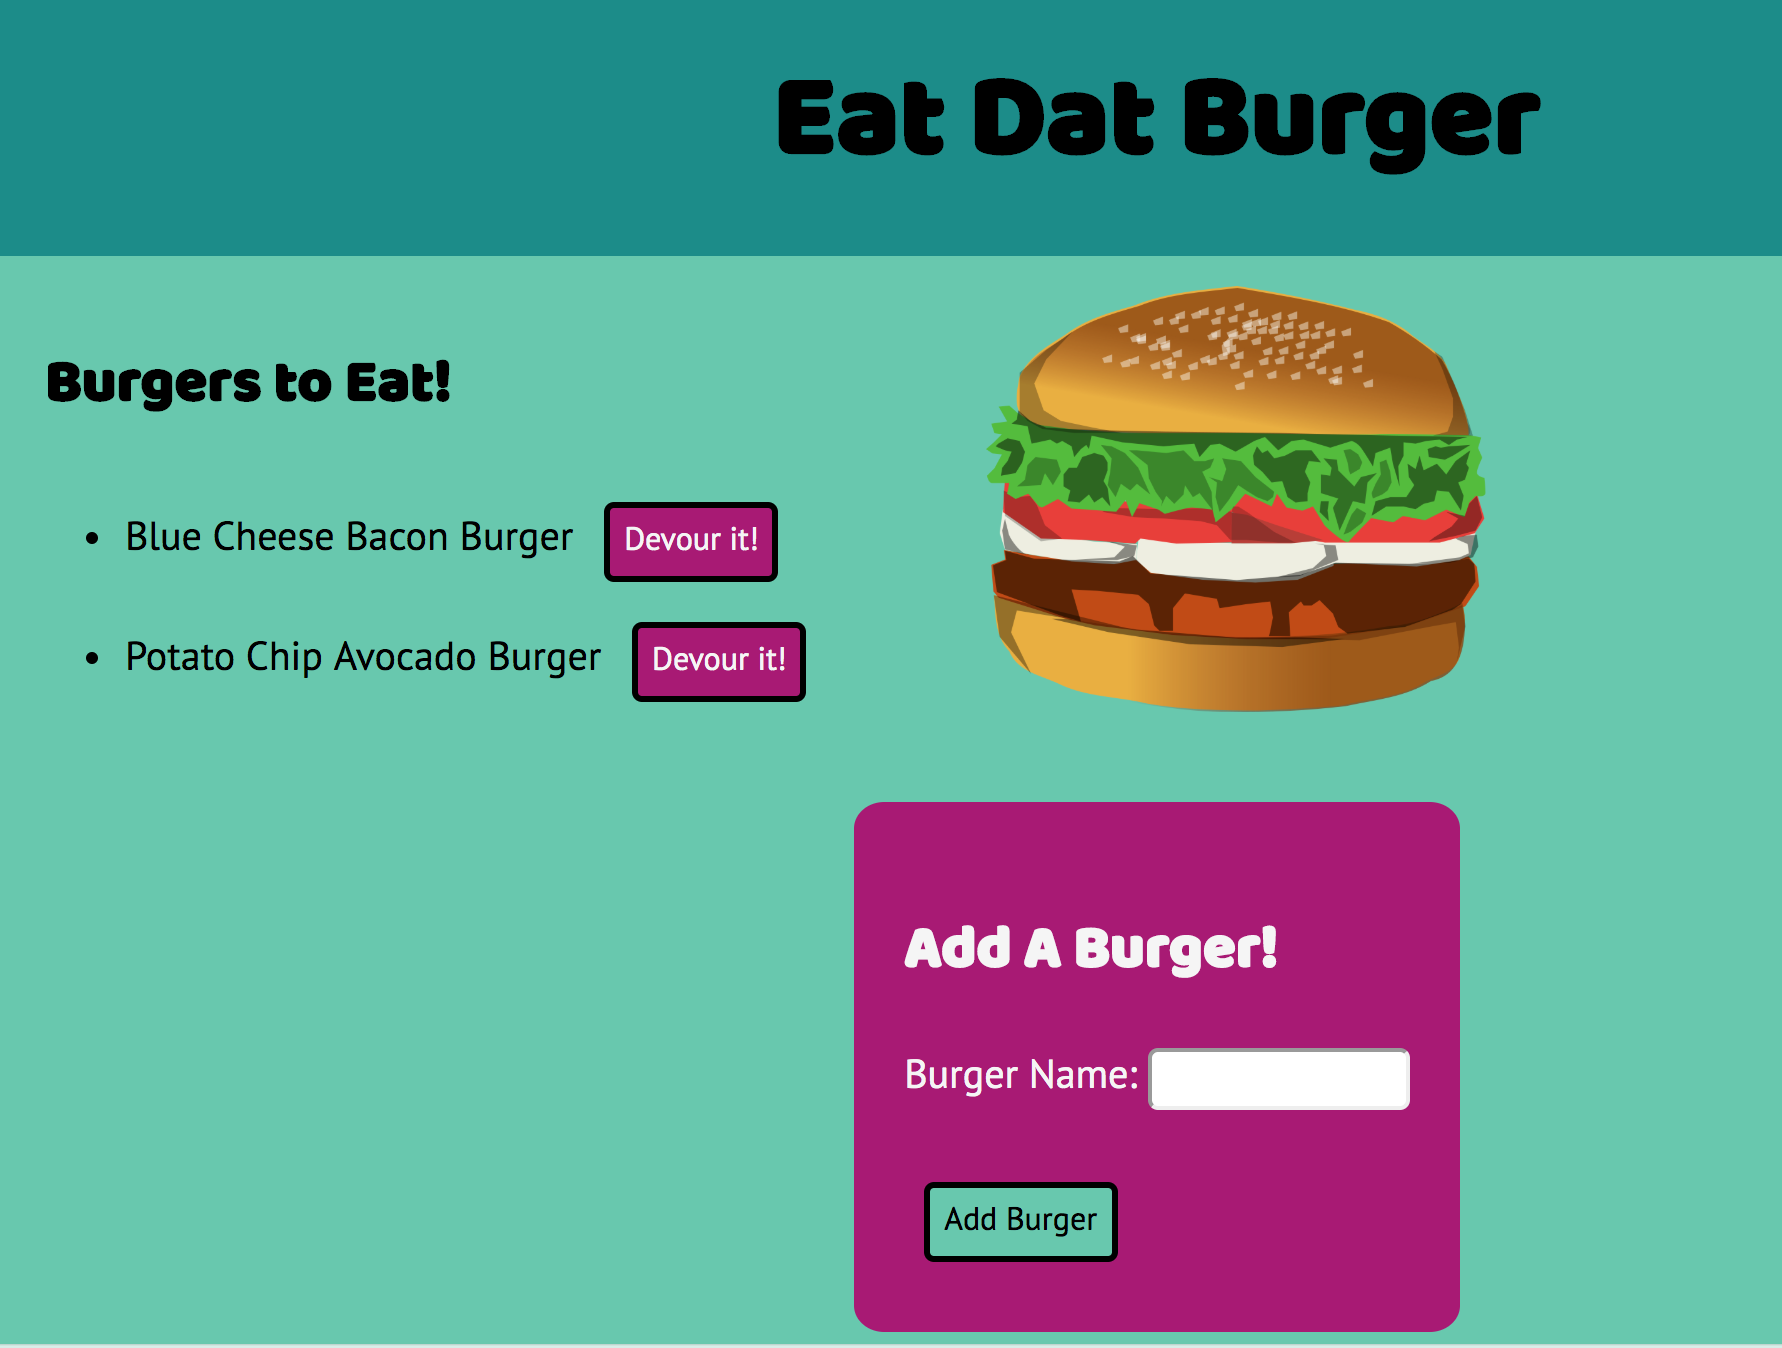 Eat Dat Burger
Burgers to Eat!
Blue Cheese Bacon Burger Devour it!
Potato Chip Avocado Burger Devour it!
Add A Burger!
Burger Name:
Add Burger